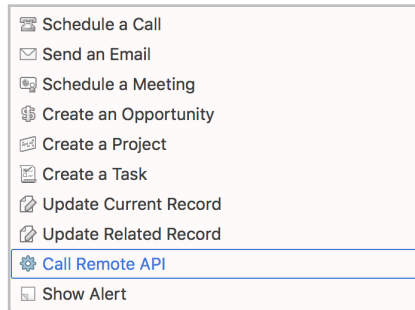 Schedule a Call
Send an Email
Schedule a Meeting
Create an Opportunity
Create a Project
Create a Task
Update Current Record
Update Related Record
Call Remote API
Show Alert